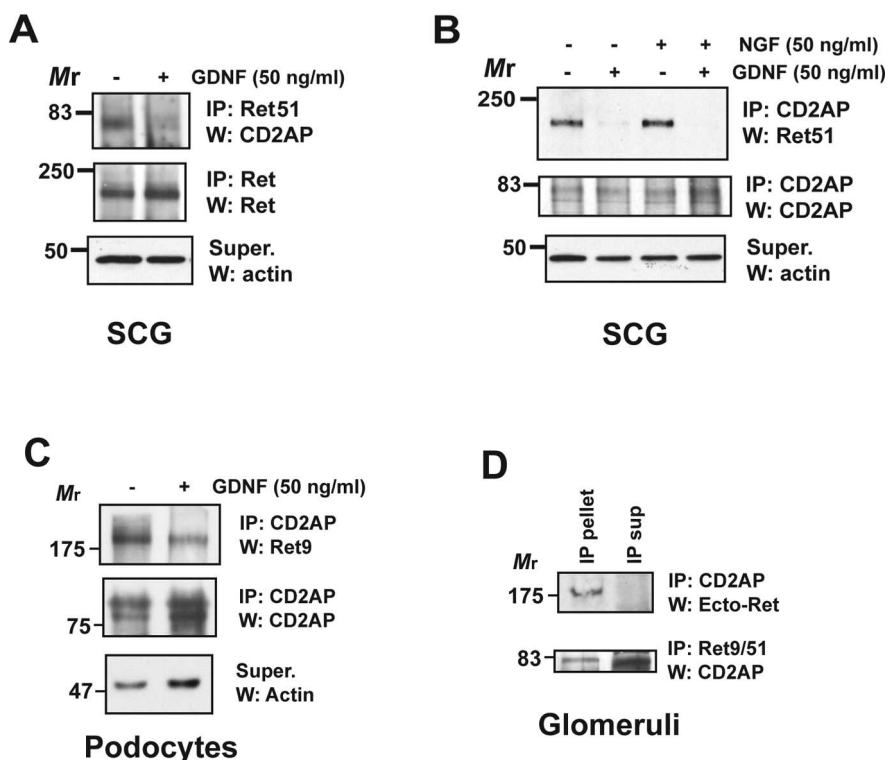 A
Mr - + GDNF (50 ng/ml)
83
IP: Ret51
W: CD2AP
250
IP: Ret
W: Ret
50
Super.
W: actin
SCG
B
- - + + NGF (50 ng/ml)
Mr - + - + GDNF (50 ng/ml)
250
IP: CD2AP
W: Ret51
83
IP: CD2AP
W: CD2AP
50
Super.
W: actin
SCG
C
Mr - + GDNF (50 ng/ml)
IP: CD2AP
W: Ret9
175
IP: CD2AP
W: CD2AP
75
Super.
W: Actin
47
Podocytes
D
IP pellet
IP sup
Mr
175
IP: CD2AP
W: Ecto-Ret
83
IP: Ret9/51
W: CD2AP
Glomeruli